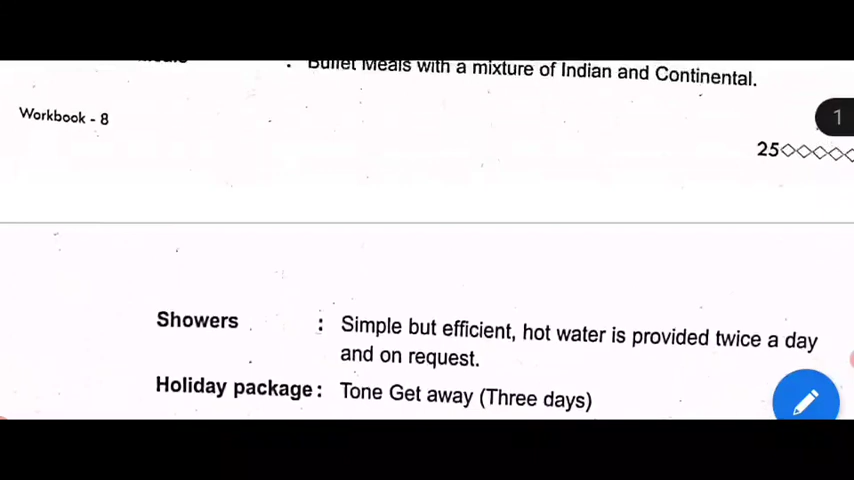 Meals : Buffet Meals with a mixture of Indian and Continental.
Workbook - 8
1
25
Showers : Simple but efficient, hot water is provided twice a day
and on request.
Holiday package : Tone Get away (Three days)